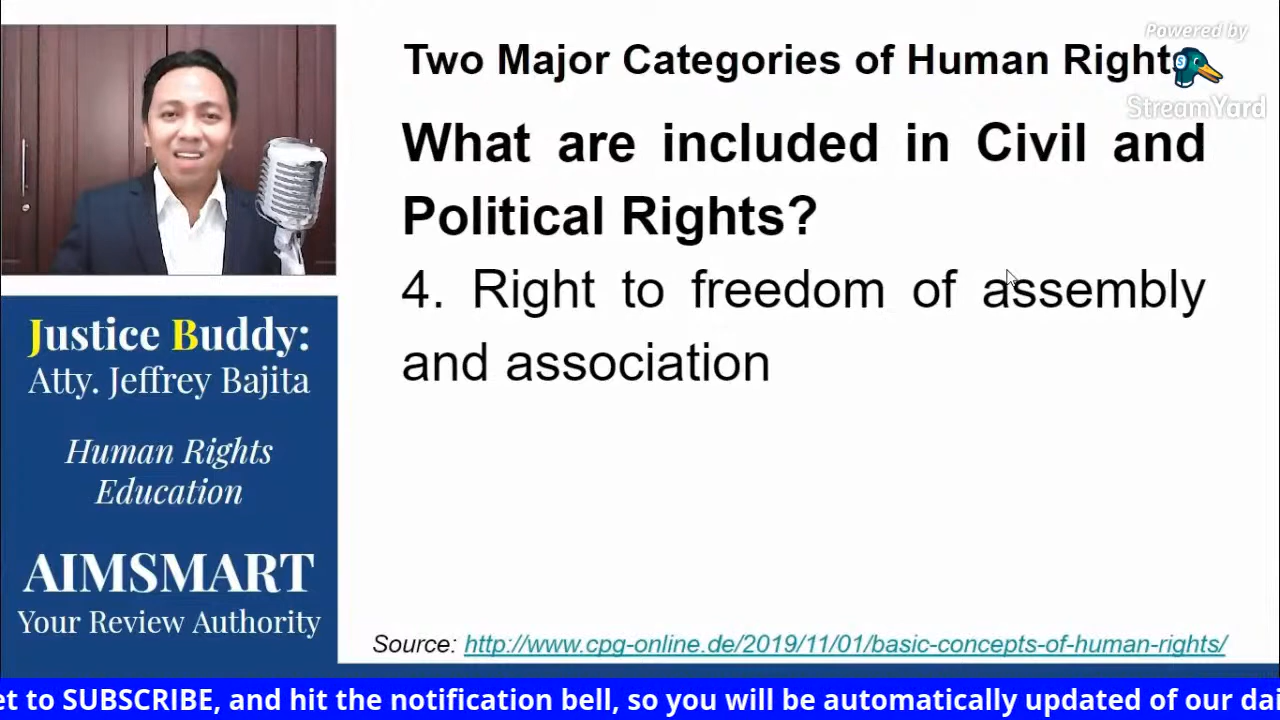 Powered by
StreamYard
Two Major Categories of Human Rights
What are included in Civil and
Political Rights?
4. Right to freedom of assembly
and association
Justice Buddy:
Atty. Jeffrey Bajita
Human Rights
Education
AIMSMART
Your Review Authority
Source: http://www.cpg-online.de/2019/11/01/basic-concepts-of-human-rights/
et to SUBSCRIBE, and hit the notification bell, so you will be automatically updated of our dai